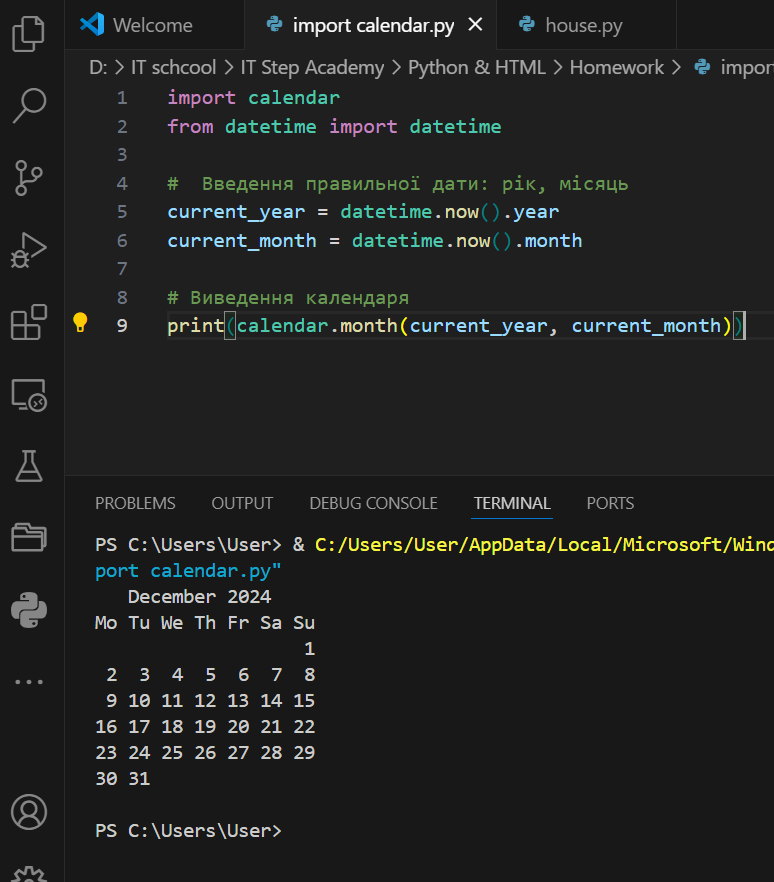 Welcome import calendar.py house.py
D: > IT schcool > IT Step Academy > Python & HTML > Homework > impor
1 import calendar
2 from datetime import datetime
3
4 #  Введення правильної дати: рік, місяць
5 current_year = datetime.now().year
6 current_month = datetime.now().month
7
8 # Виведення календаря
9 print(calendar.month(current_year, current_month))
PROBLEMS OUTPUT DEBUG CONSOLE TERMINAL PORTS
PS C:\Users\User> & C:/Users/User/AppData/Local/Microsoft/Wind
port calendar.py"
   December 2024
Mo Tu We Th Fr Sa Su
                   1
 2  3  4  5  6  7  8
 9 10 11 12 13 14 15
16 17 18 19 20 21 22
23 24 25 26 27 28 29
30 31
PS C:\Users\User>